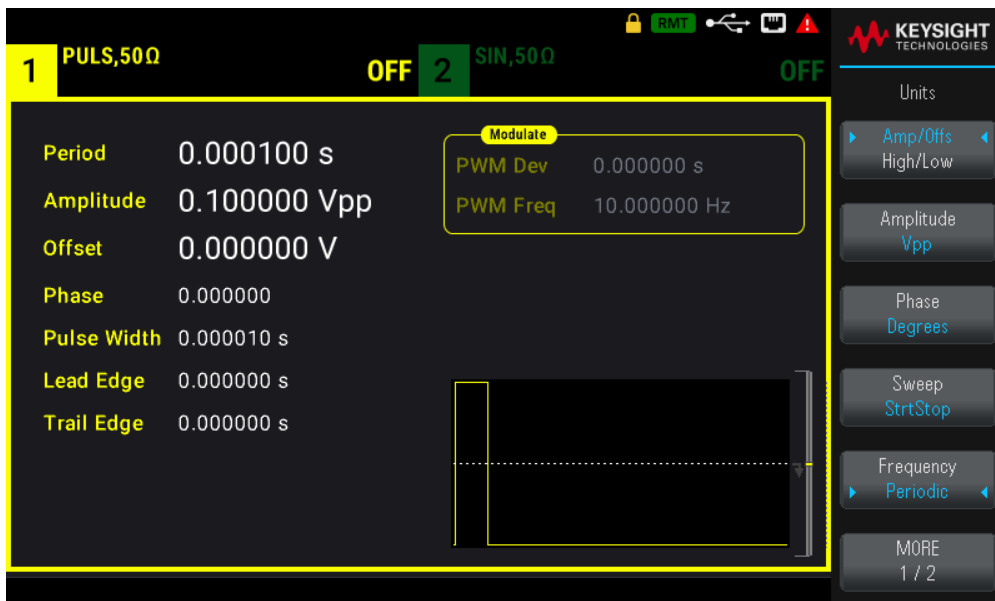 RMT
KEYSIGHT
TECHNOLOGIES
1 PULS,50Ω OFF 2 SIN,50Ω OFF
Units
Period 0.000100 s
Amplitude 0.100000 Vpp
Offset 0.000000 V
Phase 0.000000
Pulse Width 0.000010 s
Lead Edge 0.000000 s
Trail Edge 0.000000 s
Modulate
PWM Dev 0.000000 s
PWM Freq 10.000000 Hz
Amp/Offs
High/Low
Amplitude
Vpp
Phase
Degrees
Sweep
StrtStop
Frequency
Periodic
MORE
1 / 2